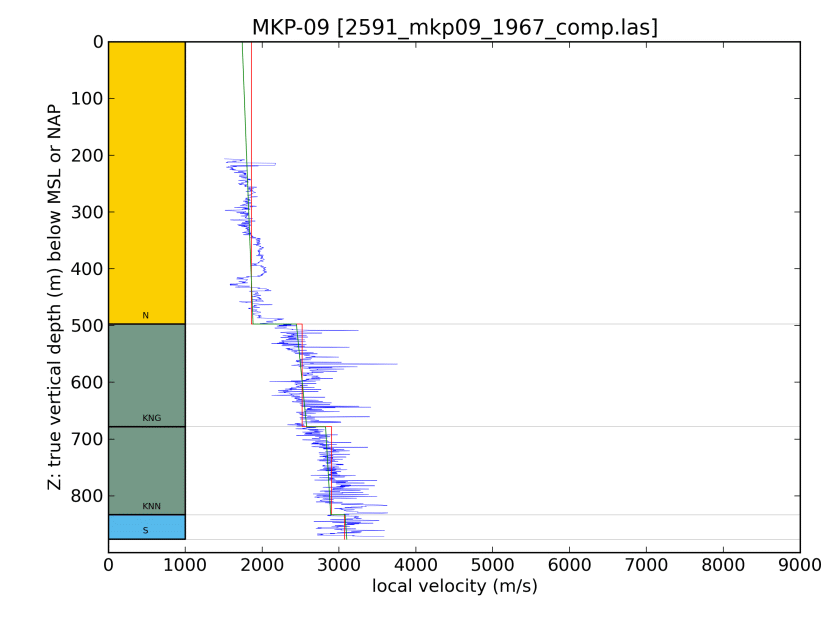 MKP-09 [2591_mkp09_1967_comp.las]
Z: true vertical depth (m) below MSL or NAP
0
100
200
300
400
500
600
700
800
N
KNG
KNN
S
0 1000 2000 3000 4000 5000 6000 7000 8000 9000
local velocity (m/s)